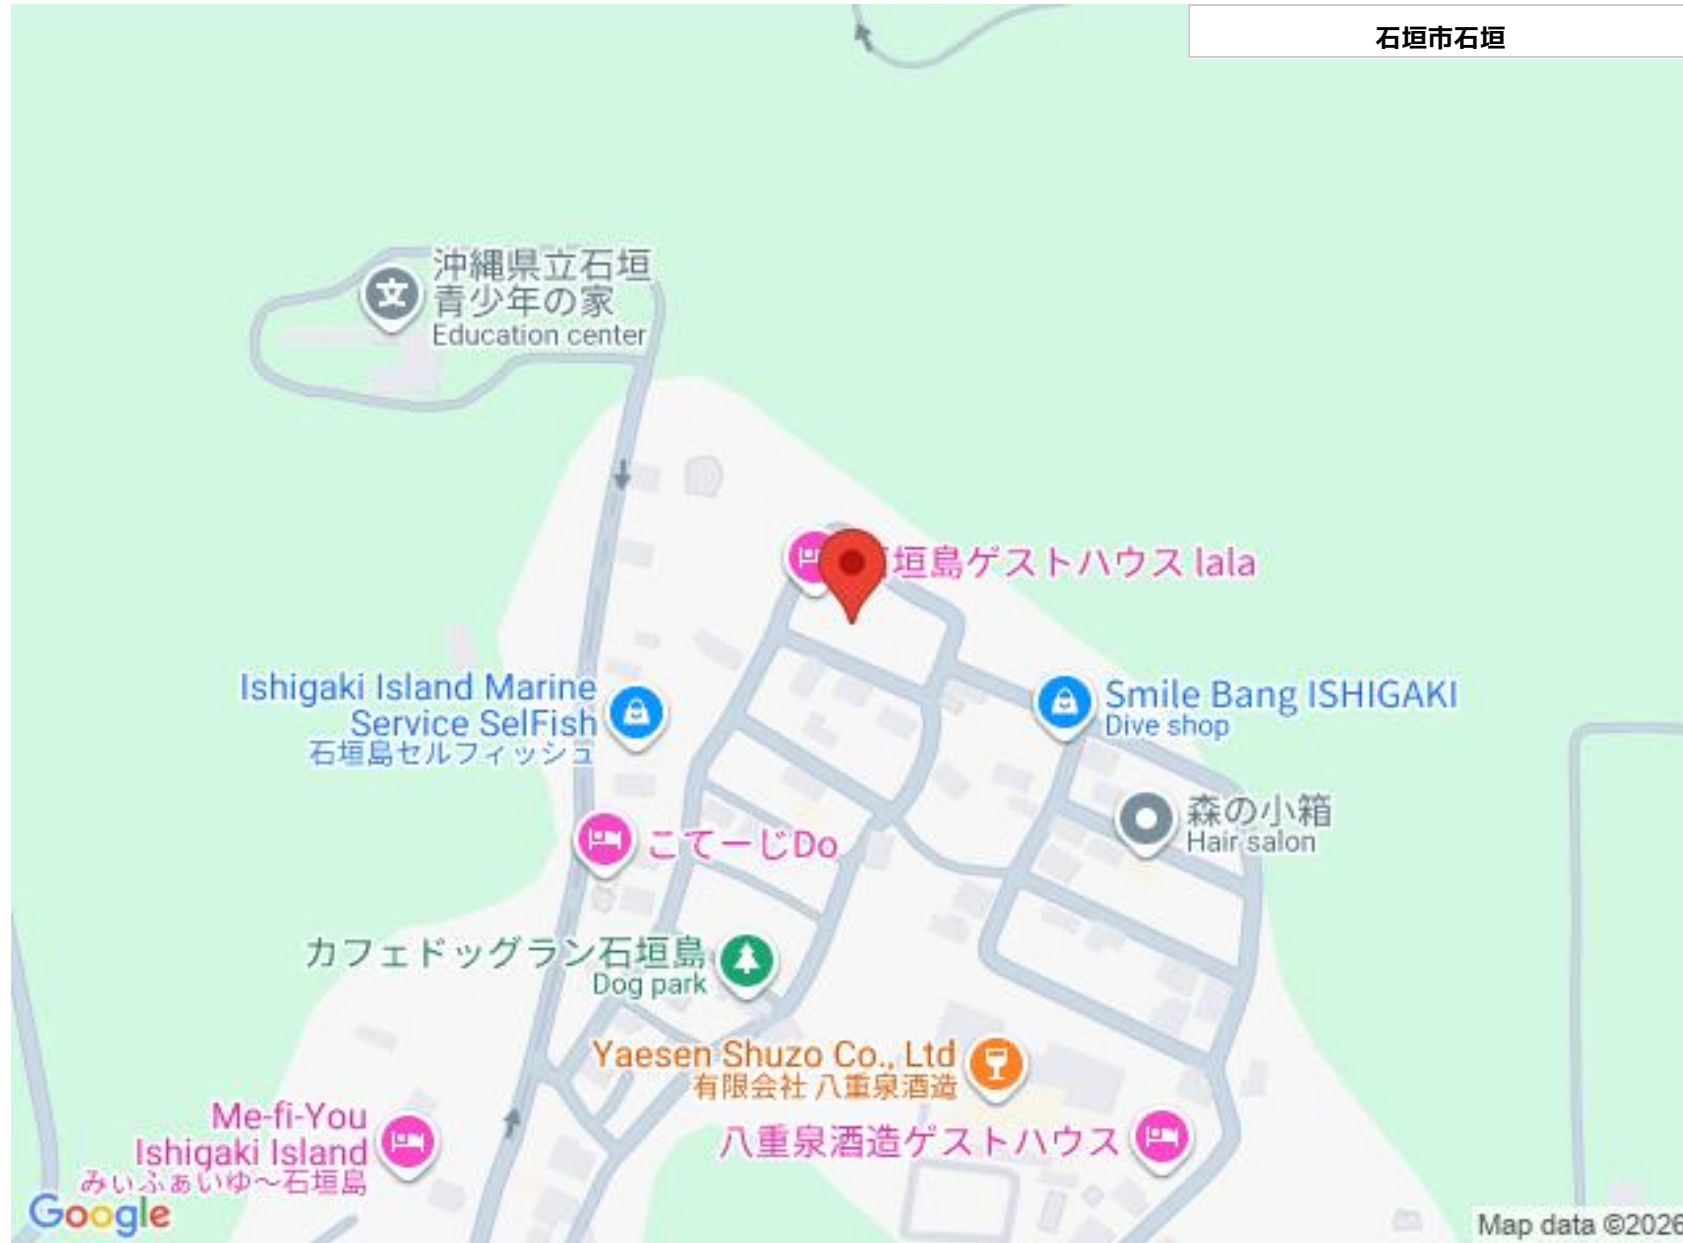 石垣市石垣
沖縄県立石垣
青少年の家
Education center
垣島ゲストハウス lala
Ishigaki Island Marine
Service SelFish
石垣島セルフィッシュ
Smile Bang ISHIGAKI
Dive shop
森の小箱
Hair salon
こてーじDo
カフェドッグラン石垣島
Dog park
Yaesen Shuzo Co., Ltd
有限会社 八重泉酒造
Me-fi-You
Ishigaki Island
みぃふぁいゆ〜石垣島
八重泉酒造ゲストハウス
Google
Map data ©2026